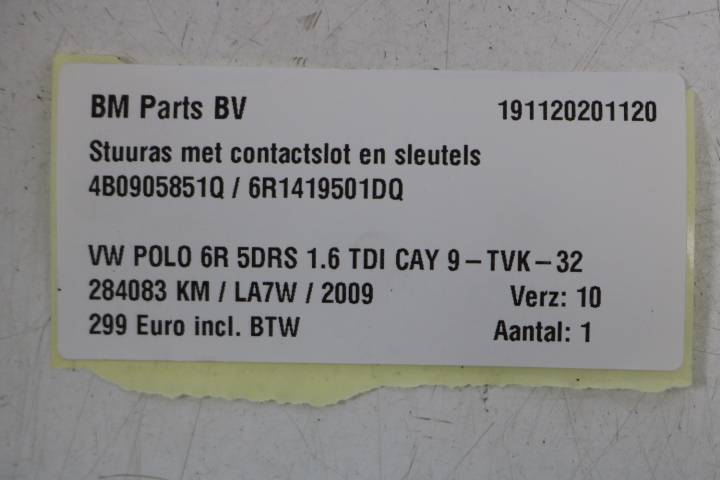 BM Parts BV 191120201120
Stuuras met contactslot en sleutels
4B0905851Q / 6R1419501DQ
VW POLO 6R 5DRS 1.6 TDI CAY 9-TVK-32
284083 KM / LA7W / 2009 Verz: 10
299 Euro incl. BTW Aantal: 1